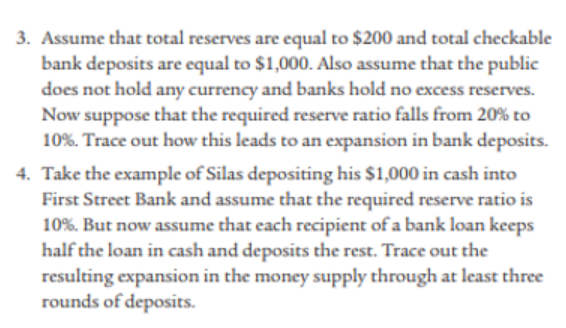 3. Assume that total reserves are equal to $200 and total checkable
bank deposits are equal to $1,000. Also assume that the public
does not hold any currency and banks hold no excess reserves.
Now suppose that the required reserve ratio falls from 20% to
10%. Trace out how this leads to an expansion in bank deposits.
4. Take the example of Silas depositing his $1,000 in cash into
First Street Bank and assume that the required reserve ratio is
10%. But now assume that each recipient of a bank loan keeps
half the loan in cash and deposits the rest. Trace out the
resulting expansion in the money supply through at least three
rounds of deposits.